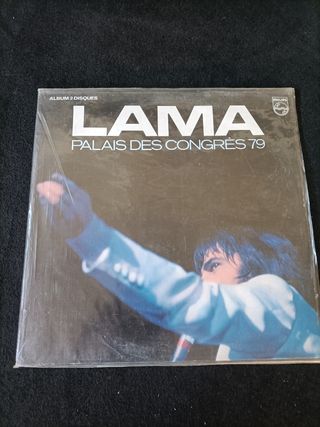 ALBUM 2 DISQUES
PHILIPS
LAMA
PALAIS DES CONGRÈS 79